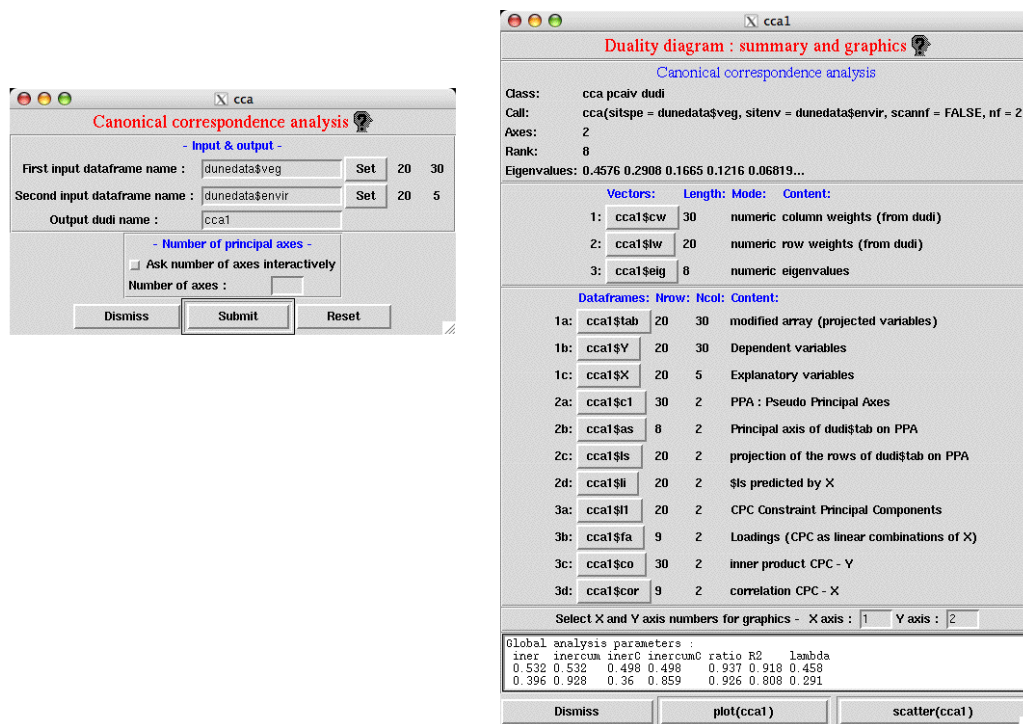 cca
Canonical correspondence analysis
- Input & output -
First input dataframe name : dunedata$veg Set 20 30
Second input dataframe name : dunedata$envir Set 20 5
Output dudi name : cca1
- Number of principal axes -
Ask number of axes interactively
Number of axes :
Dismiss Submit Reset
cca1
Duality diagram : summary and graphics
Canonical correspondence analysis
Class: cca pcaiv dudi
Call: cca(sitspe = dunedata$veg, sitenv = dunedata$envir, scannf = FALSE, nf = 2
Axes: 2
Rank: 8
Eigenvalues: 0.4576 0.2908 0.1665 0.1216 0.06819...
Vectors: Length: Mode: Content:
1: cca1$cw 30 numeric column weights (from dudi)
2: cca1$lw 20 numeric row weights (from dudi)
3: cca1$eig 8 numeric eigenvalues
Dataframes: Nrow: Ncol: Content:
1a: cca1$tab 20 30 modified array (projected variables)
1b: cca1$Y 20 30 Dependent variables
1c: cca1$X 20 5 Explanatory variables
2a: cca1$c1 30 2 PPA : Pseudo Principal Axes
2b: cca1$as 8 2 Principal axis of dudi$tab on PPA
2c: cca1$ls 20 2 projection of the rows of dudi$tab on PPA
2d: cca1$li 20 2 $ls predicted by X
3a: cca1$l1 20 2 CPC Constraint Principal Components
3b: cca1$fa 9 2 Loadings (CPC as linear combinations of X)
3c: cca1$co 30 2 inner product CPC - Y
3d: cca1$cor 9 2 correlation CPC - X
Select X and Y axis numbers for graphics - X axis : 1 Y axis : 2
Global analysis parameters :
iner inercum inerC inercumC ratio R2 lambda
0.532 0.532 0.498 0.498 0.937 0.918 0.458
0.396 0.928 0.36 0.859 0.926 0.808 0.291
Dismiss plot(cca1) scatter(cca1)